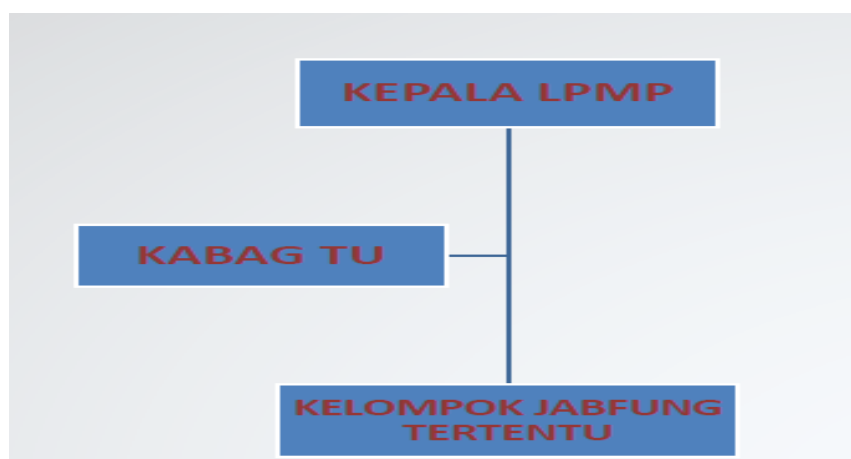 KEPALA LPMP
KABAG TU
KELOMPOK JABFUNG
TERTENTU